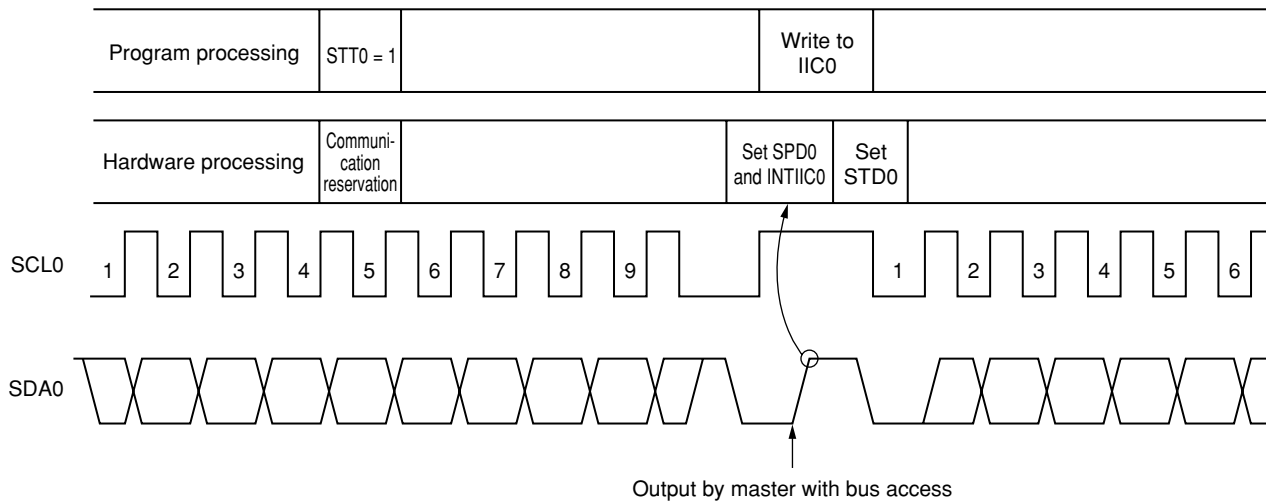 Program processing
STT0 = 1
Write to
IIC0
Hardware processing
Communi-
cation
reservation
Set SPD0
and INTIIC0
Set
STD0
SCL0
1 2 3 4 5 6 7 8 9 1 2 3 4 5 6
SDA0
Output by master with bus access